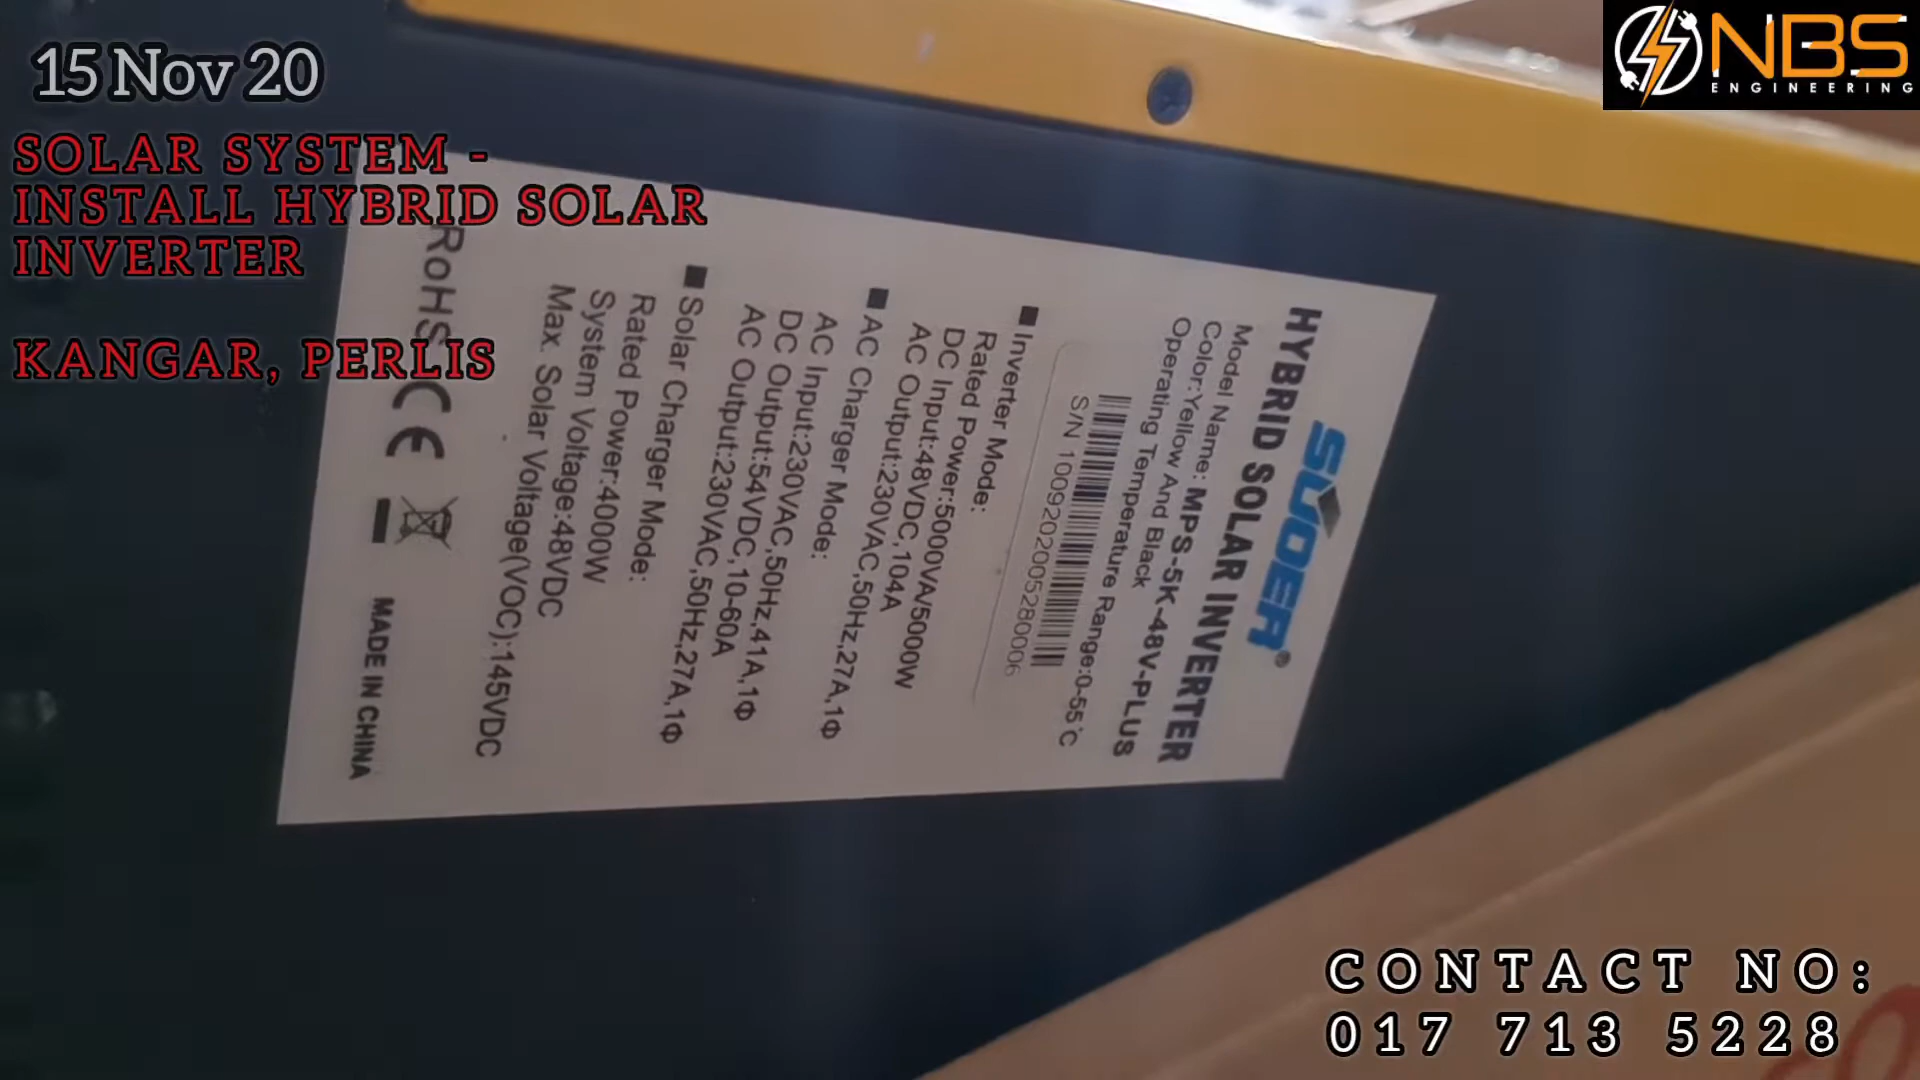 15 Nov 20
SOLAR SYSTEM -
INSTALL HYBRID SOLAR
INVERTER
KANGAR, PERLIS
NBS
ENGINEERING
SUOER®
HYBRID SOLAR INVERTER
Model Name: MPS-5K-48V-PLUS
Color:Yellow And Black
Operating Temperature Range:0-55℃
S/N 1009202005280006
■ Inverter Mode:
Rated Power:5000VA/5000W
DC Input:48VDC,104A
AC Output:230VAC,50Hz,27A,1Φ
■ AC Charger Mode:
AC Input:230VAC,50Hz,41A,1Φ
DC Output:54VDC,10-60A
AC Output:230VAC,50Hz,27A,1Φ
■ Solar Charger Mode:
Rated Power:4000W
System Voltage:48VDC
Max. Solar Voltage(VOC):145VDC
RoHS CE
MADE IN CHINA
CONTACT NO:
017 713 5228